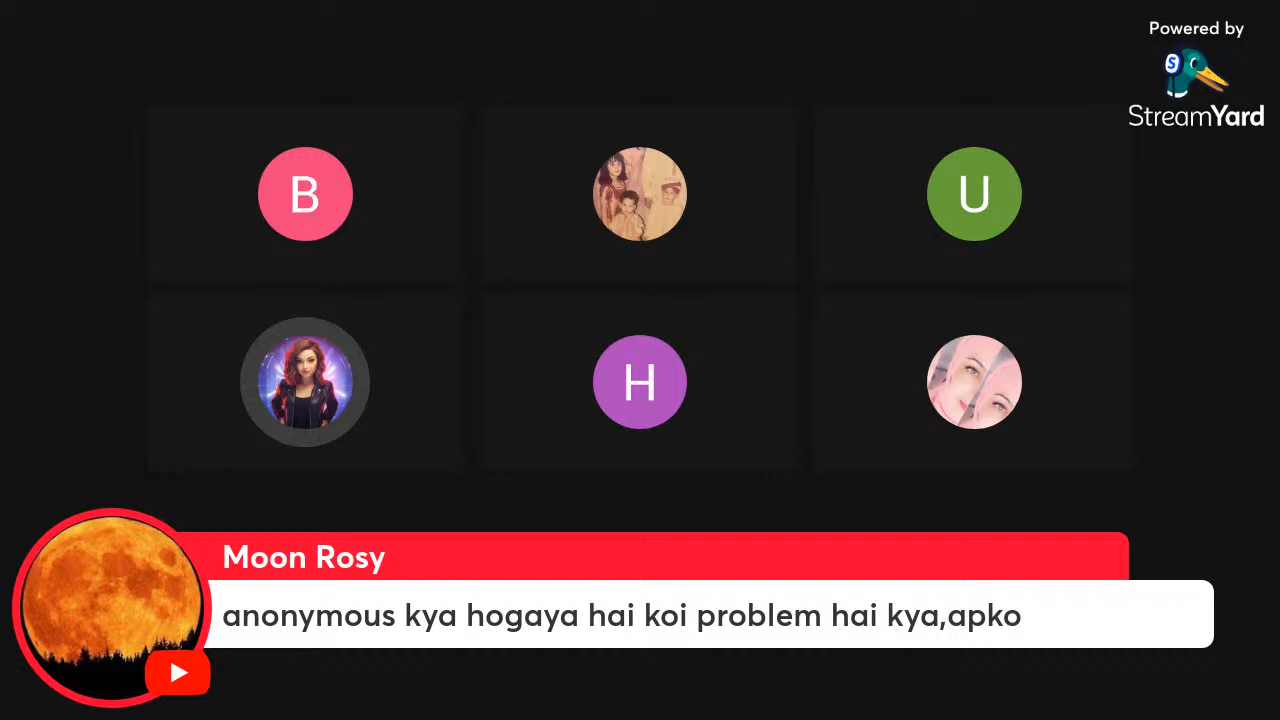 Powered by
S
StreamYard
B
U
H
Moon Rosy
anonymous kya hogaya hai koi problem hai kya,apko